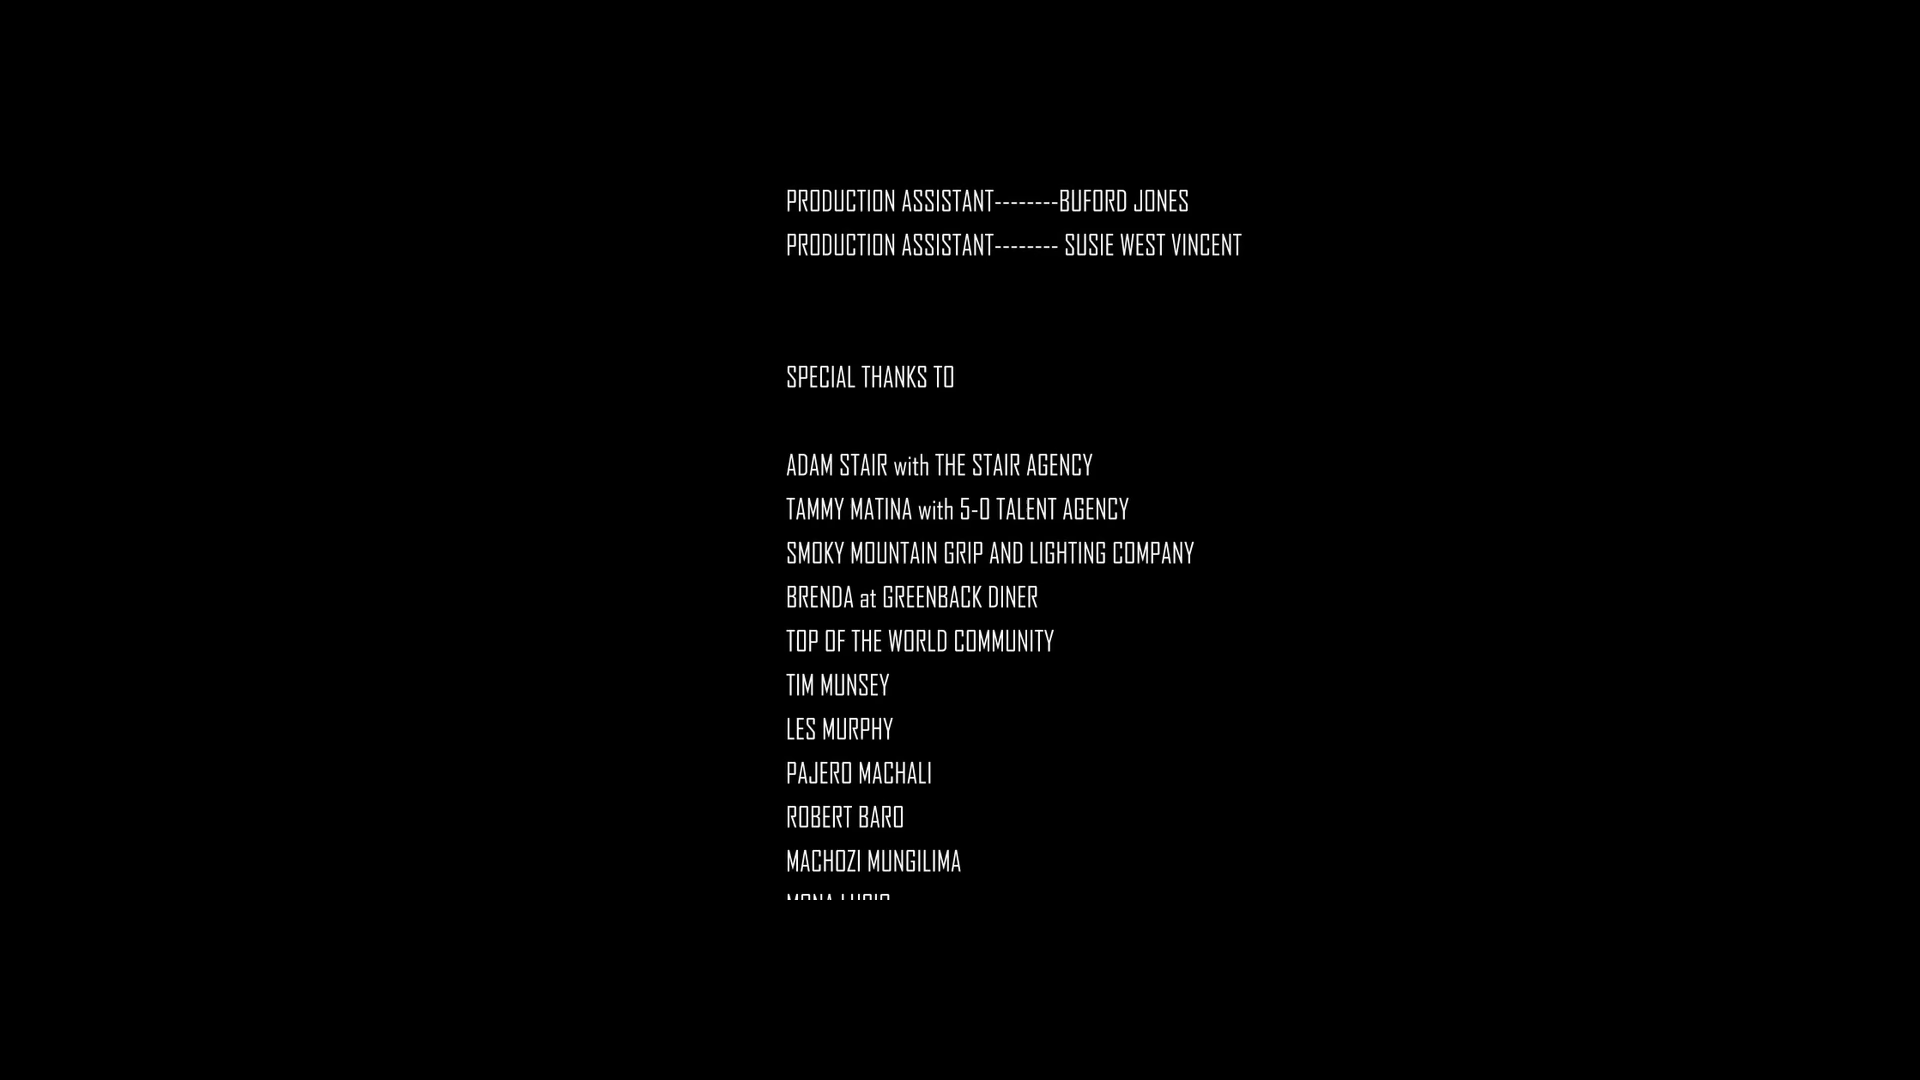 PRODUCTION ASSISTANT--------BUFORD JONES
PRODUCTION ASSISTANT-------- SUSIE WEST VINCENT
SPECIAL THANKS TO
ADAM STAIR with THE STAIR AGENCY
TAMMY MATINA with 5-0 TALENT AGENCY
SMOKY MOUNTAIN GRIP AND LIGHTING COMPANY
BRENDA at GREENBACK DINER
TOP OF THE WORLD COMMUNITY
TIM MUNSEY
LES MURPHY
PAJERO MACHALI
ROBERT BARO
MACHOZI MUNGILIMA